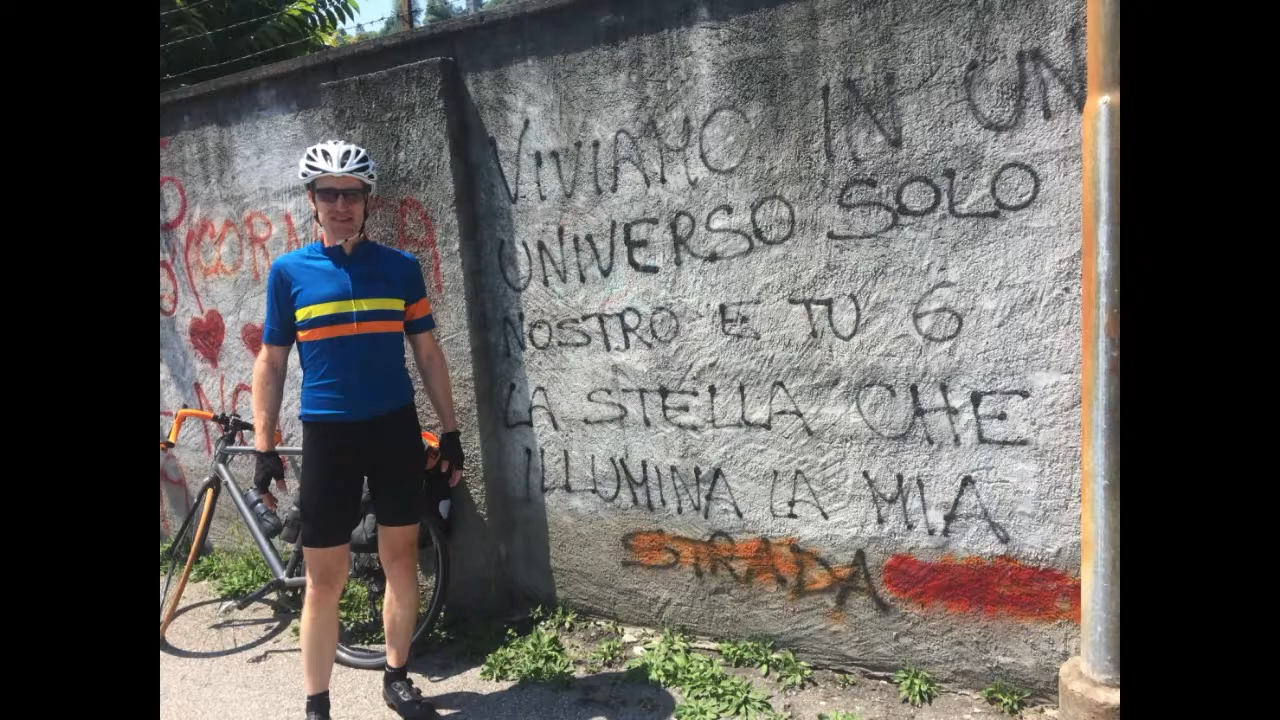 VIVIAMO IN UN
UNIVERSO SOLO
NOSTRO E TU 6
LA STELLA CHE
ILLUMINA LA MIA
STRADA